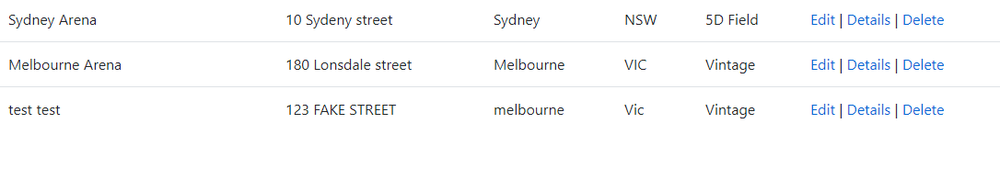 Sydney Arena 10 Sydeny street Sydney NSW 5D Field Edit | Details | Delete
Melbourne Arena 180 Lonsdale street Melbourne VIC Vintage Edit | Details | Delete
test test 123 FAKE STREET melbourne Vic Vintage Edit | Details | Delete